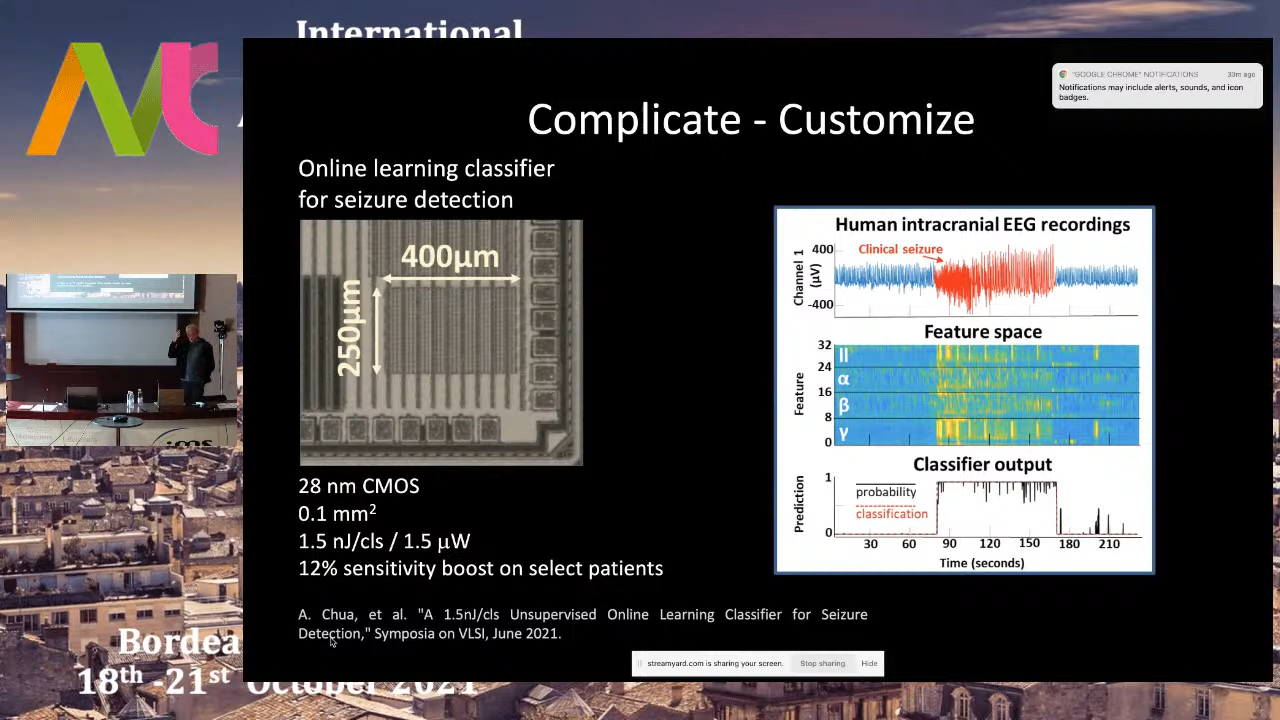 International
"GOOGLE CHROME" NOTIFICATIONS 33m ago
Notifications may include alerts, sounds, and icon
badges.
Complicate - Customize
Online learning classifier
for seizure detection
400µm
250µm
28 nm CMOS
0.1 mm²
1.5 nJ/cls / 1.5 µW
12% sensitivity boost on select patients
A. Chua, et al. "A 1.5nJ/cls Unsupervised Online Learning Classifier for Seizure
Detection," Symposia on VLSI, June 2021.
Human intracranial EEG recordings
Clinical seizure
Channel 1
(µV)
400
-400
Feature space
Feature
32
24
16
8
0
ll
α
β
γ
Classifier output
Prediction
1
0
probability
classification
30 60 90 120 150 180 210
Time (seconds)
streamyard.com is sharing your screen. Stop sharing Hide
Bordea
18th -21st October 2021
ims